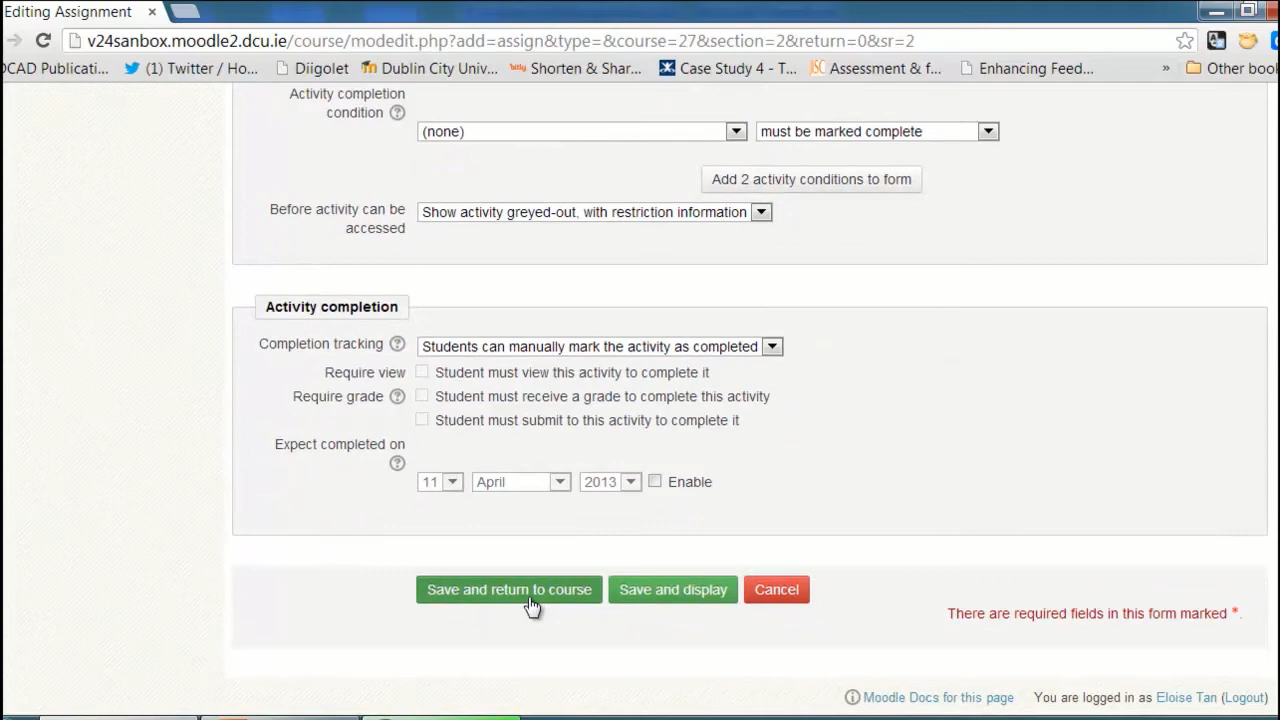 Editing Assignment ×
v24sanbox.moodle2.dcu.ie/course/modedit.php?add=assign&type=&course=27&section=2&return=0&sr=2
OCAD Publicati... (1) Twitter / Ho... Diigolet Dublin City Univ... bitly Shorten & Shar... Case Study 4 - T... JISC Assessment & f... Enhancing Feed... » Other book
Activity completion
condition ?
(none) must be marked complete
Add 2 activity conditions to form
Before activity can be
accessed
Show activity greyed-out, with restriction information
Activity completion
Completion tracking ? Students can manually mark the activity as completed
Require view Student must view this activity to complete it
Require grade ? Student must receive a grade to complete this activity
Student must submit to this activity to complete it
Expect completed on
?
11 April 2013 Enable
Save and return to course Save and display Cancel
There are required fields in this form marked * .
Moodle Docs for this page You are logged in as Eloise Tan (Logout)